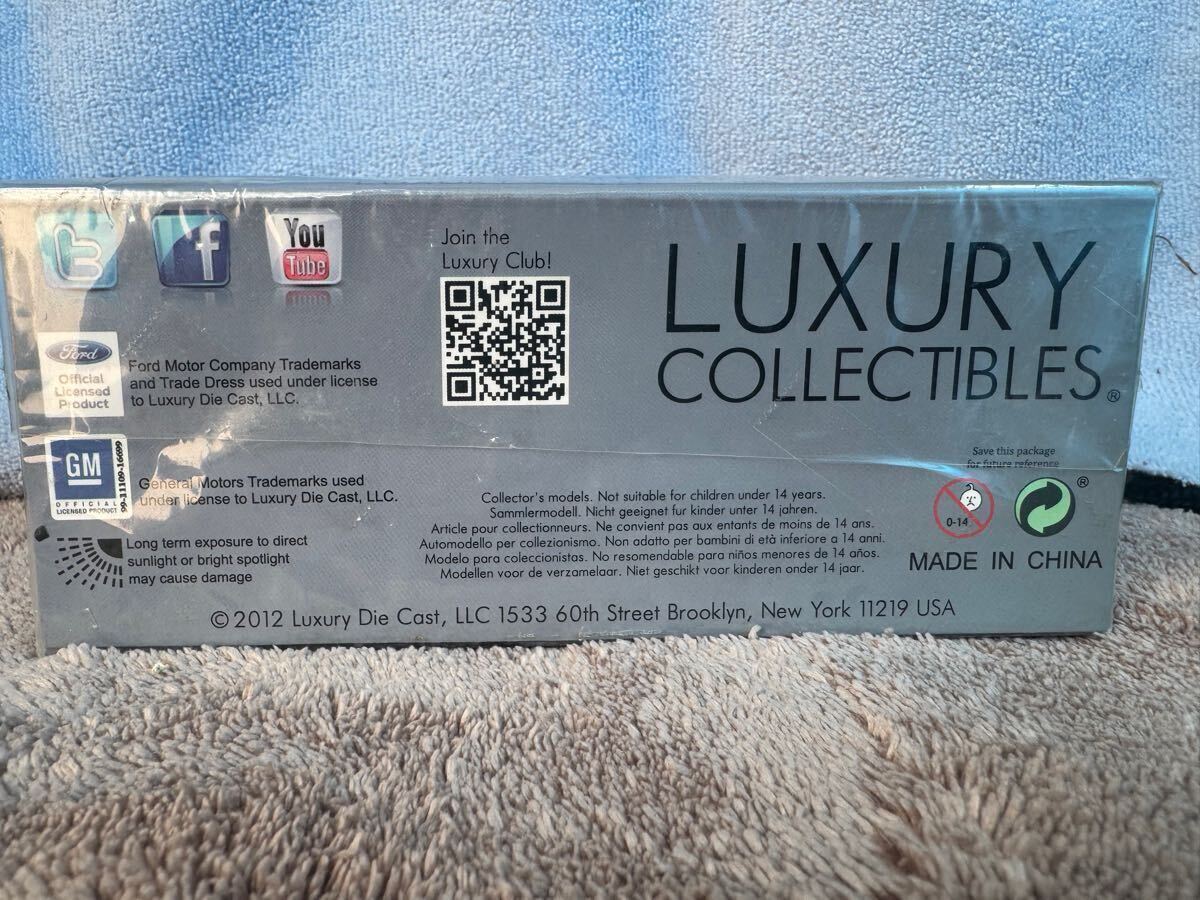 You
Tube
Join the
Luxury Club!
LUXURY
COLLECTIBLES®
Ford
Official
Licensed
Product
Ford Motor Company Trademarks
and Trade Dress used under license
to Luxury Die Cast, LLC.
GM
OFFICIAL
LICENSED PRODUCT
99-11109-16699
General Motors Trademarks used
under license to Luxury Die Cast, LLC.
Long term exposure to direct
sunlight or bright spotlight
may cause damage
Collector's models. Not suitable for children under 14 years.
Sammlermodell. Nicht geeignet fur kinder unter 14 jahren.
Article pour collectionneurs. Ne convient pas aux enfants de moins de 14 ans.
Automodello per collezionismo. Non adatto per bambini di età inferiore a 14 anni.
Modelo para coleccionistas. No resomendable para niños menores de 14 años.
Modellen voor de verzamelaar. Niet geschikt voor kinderen onder 14 jaar.
Save this package
for future reference
0-14
®
MADE IN CHINA
©2012 Luxury Die Cast, LLC 1533 60th Street Brooklyn, New York 11219 USA